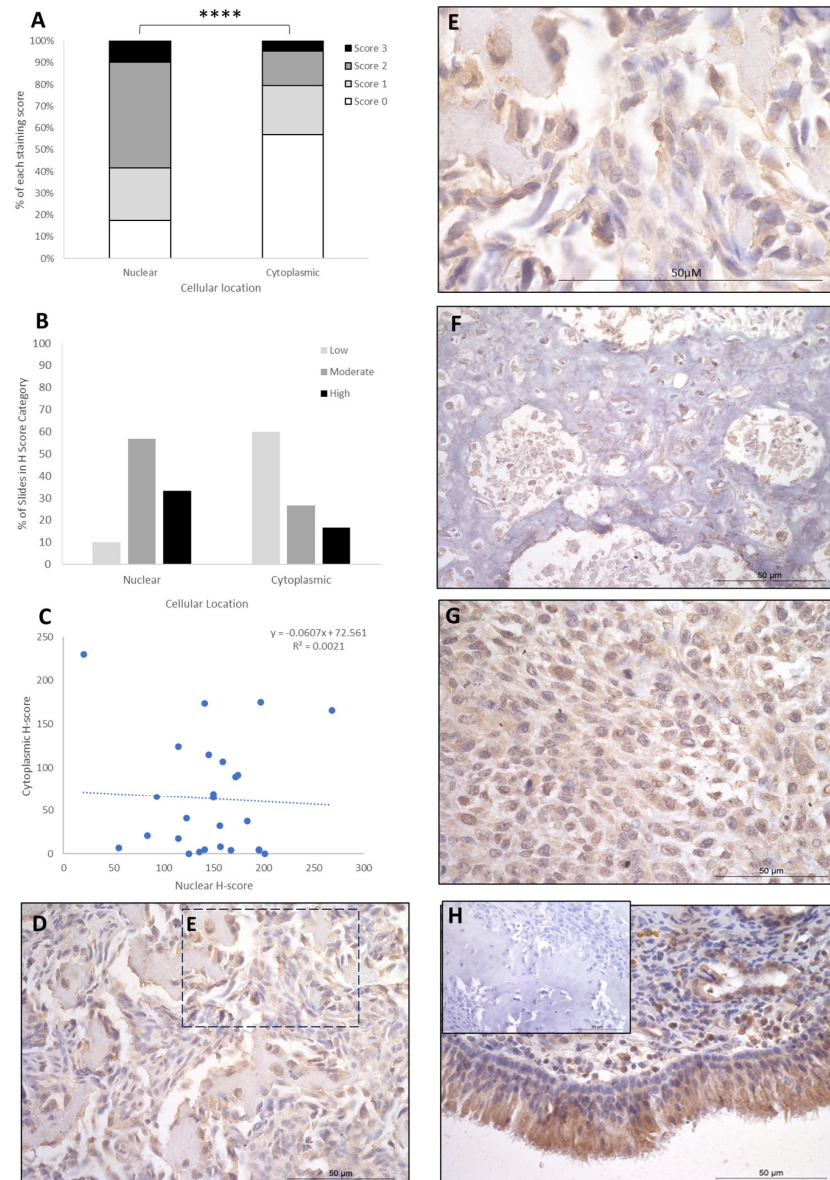 A
****
100%
90%
80%
70%
60%
50%
40%
30%
20%
10%
0%
% of each staining score
Score 3
Score 2
Score 1
Score 0
Nuclear
Cytoplasmic
Cellular location
B
100
90
80
70
60
50
40
30
20
10
0
% of Slides in H Score Category
Low
Moderate
High
Nuclear
Cytoplasmic
Cellular Location
C
250
200
150
100
50
0
Cytoplasmic H-score
y = -0.0607x + 72.561
R² = 0.0021
0
50
100
150
200
250
300
Nuclear H-score
D
E
50 µm
E
50µM
F
50 µm
G
50 µm
H
50 µm